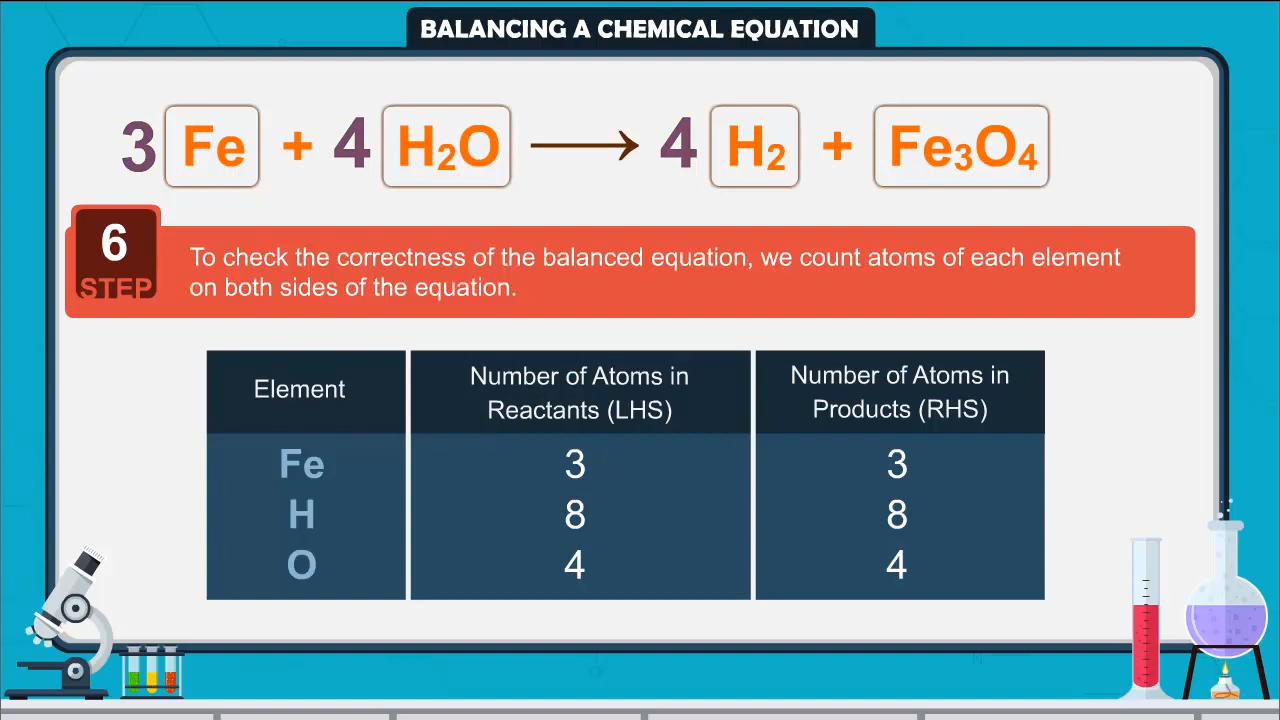 BALANCING A CHEMICAL EQUATION
3 Fe + 4 H₂O ⟶ 4 H₂ + Fe₃O₄
6
STEP
To check the correctness of the balanced equation, we count atoms of each element
on both sides of the equation.
Element
Number of Atoms in
Reactants (LHS)
Number of Atoms in
Products (RHS)
Fe 3 3
H 8 8
O 4 4